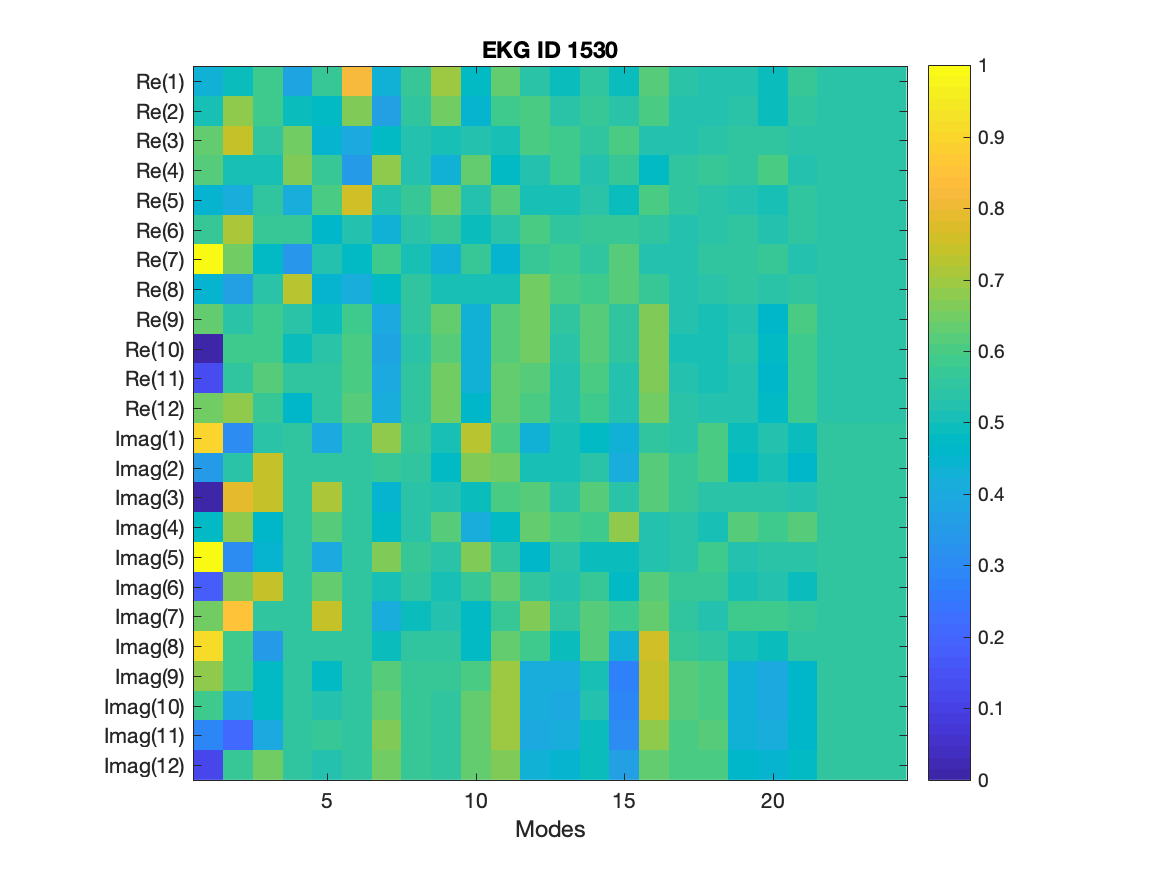 EKG ID 1530
Re(1)
Re(2)
Re(3)
Re(4)
Re(5)
Re(6)
Re(7)
Re(8)
Re(9)
Re(10)
Re(11)
Re(12)
Imag(1)
Imag(2)
Imag(3)
Imag(4)
Imag(5)
Imag(6)
Imag(7)
Imag(8)
Imag(9)
Imag(10)
Imag(11)
Imag(12)
5 10 15 20
Modes
1
0.9
0.8
0.7
0.6
0.5
0.4
0.3
0.2
0.1
0